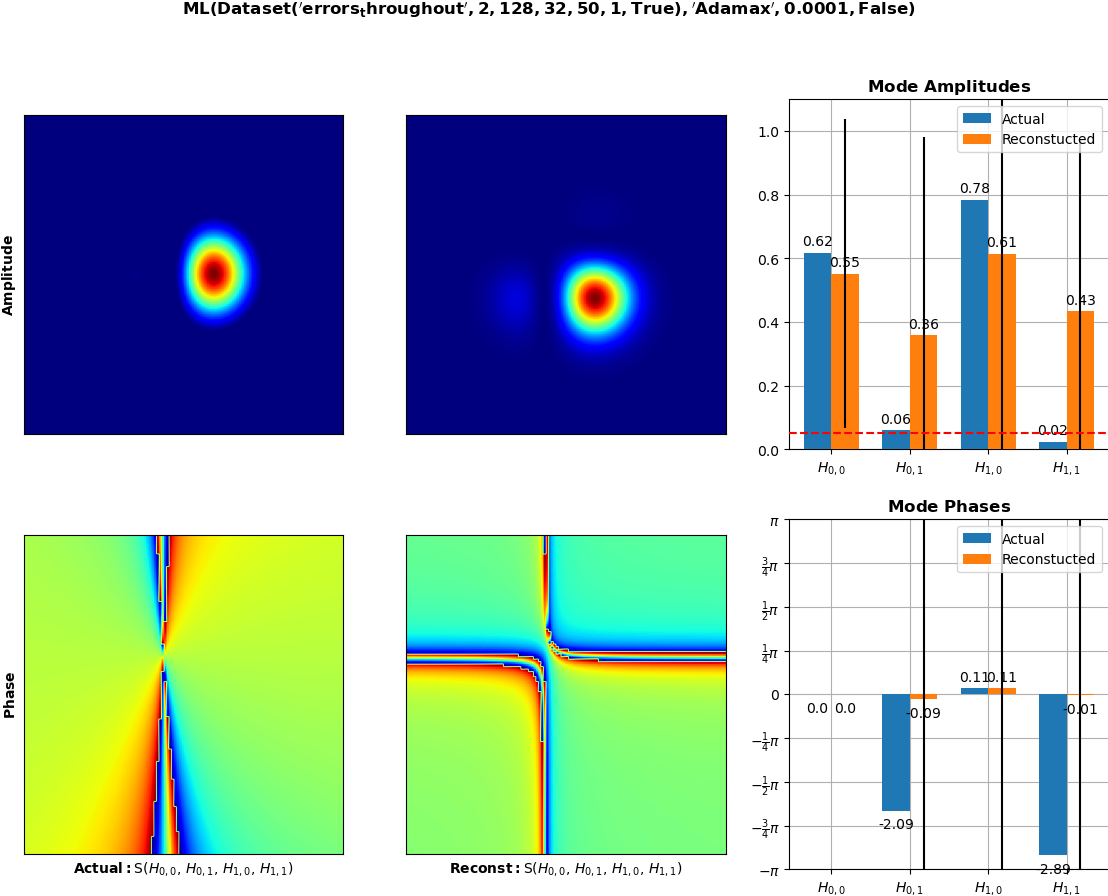 ML(Dataset('errors_throughout', 2, 128, 32, 50, 1, True), 'Adamax', 0.0001, False)
Mode Amplitudes
Amplitude
1.0
0.8
0.6
0.4
0.2
0.0
Actual
Reconstucted
0.62
0.55
0.06
0.36
0.78
0.61
0.02
0.43
H0,0
H0,1
H1,0
H1,1
Mode Phases
Phase
π
3/4π
1/2π
1/4π
0
−1/4π
−1/2π
−3/4π
−π
Actual
Reconstucted
0.0
0.0
-2.09
-0.09
0.11
0.11
-2.89
-0.01
H0,0
H0,1
H1,0
H1,1
Actual: S(H0,0, H0,1, H1,0, H1,1)
Reconst: S(H0,0, H0,1, H1,0, H1,1)